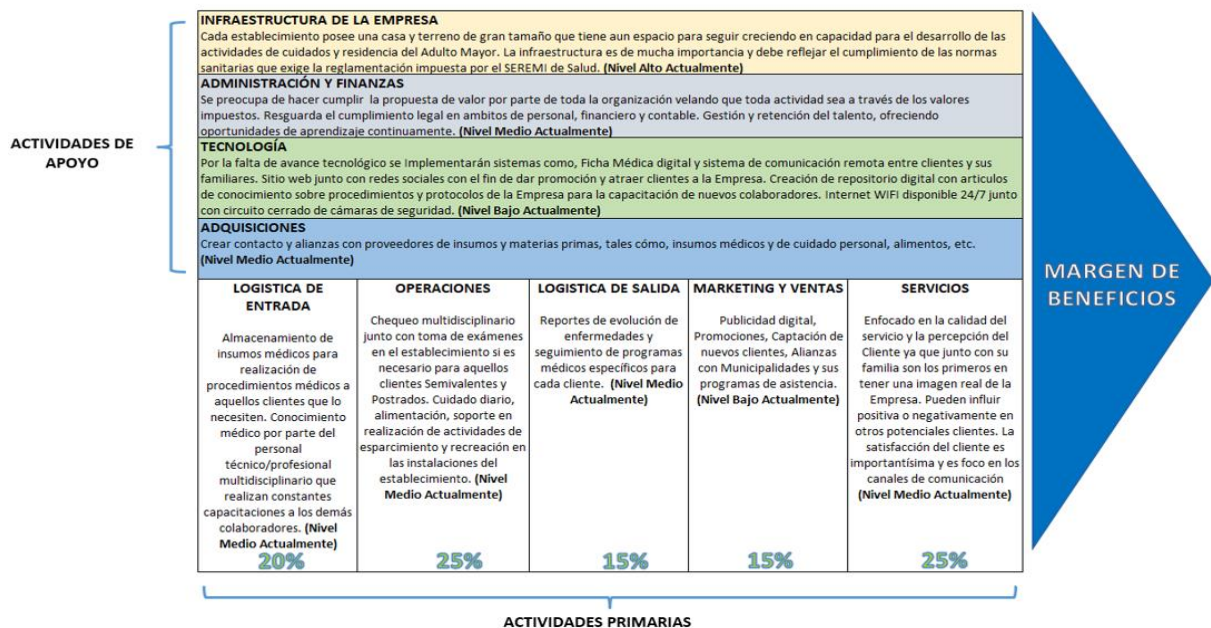 INFRAESTRUCTURA DE LA EMPRESA
Cada establecimiento posee una casa y terreno de gran tamaño que tiene aun espacio para seguir creciendo en capacidad para el desarrollo de las
actividades de cuidados y residencia del Adulto Mayor. La infraestructura es de mucha importancia y debe reflejar el cumplimiento de las normas
sanitarias que exige la reglamentación impuesta por el SEREMI de Salud. (Nivel Alto Actualmente)
ADMINISTRACIÓN Y FINANZAS
Se preocupa de hacer cumplir la propuesta de valor por parte de toda la organización velando que toda actividad sea a través de los valores
impuestos. Resguarda el cumplimiento legal en ambitos de personal, financiero y contable. Gestión y retención del talento, ofreciendo
oportunidades de aprendizaje continuamente. (Nivel Medio Actualmente)
ACTIVIDADES DE
APOYO
TECNOLOGÍA
Por la falta de avance tecnológico se Implementarán sistemas como, Ficha Médica digital y sistema de comunicación remota entre clientes y sus
familiares. Sitio web junto con redes sociales con el fin de dar promoción y atraer clientes a la Empresa. Creación de repositorio digital con articulos
de conocimiento sobre procedimientos y protocolos de la Empresa para la capacitación de nuevos colaboradores. Internet WIFI disponible 24/7 junto
con circuito cerrado de cámaras de seguridad. (Nivel Bajo Actualmente)
ADQUISICIONES
Crear contacto y alianzas con proveedores de insumos y materias primas, tales cómo, insumos médicos y de cuidado personal, alimentos, etc.
(Nivel Medio Actualmente)
LOGISTICA DE
ENTRADA
Almacenamiento de
insumos médicos para
realización de
procedimientos médicos a
aquellos clientes que lo
necesiten. Conocimiento
médico por parte del
personal
técnico/profesional
multidisciplinario que
realizan constantes
capacitaciones a los demás
colaboradores. (Nivel
Medio Actualmente)
20%
OPERACIONES
Chequeo multidisciplinario
junto con toma de exámenes
en el establecimiento si es
necesario para aquellos
clientes Semivalentes y
Postrados. Cuidado diario,
alimentación, soporte en
realización de actividades de
esparcimiento y recreación en
las instalaciones del
establecimiento. (Nivel
Medio Actualmente)
25%
LOGISTICA DE SALIDA
Reportes de evolución de
enfermedades y
seguimiento de programas
médicos específicos para
cada cliente. (Nivel Medio
Actualmente)
15%
MARKETING Y VENTAS
Publicidad digital,
Promociones, Captación de
nuevos clientes, Alianzas
con Municipalidades y sus
programas de asistencia.
(Nivel Bajo Actualmente)
15%
SERVICIOS
Enfocado en la calidad del
servicio y la percepción del
Cliente ya que junto con su
familia son los primeros en
tener una imagen real de la
Empresa. Pueden influir
positiva o negativamente en
otros potenciales clientes. La
satisfacción del cliente es
importantísima y es foco en los
canales de comunicación
(Nivel Medio Actualmente)
25%
MARGEN DE
BENEFICIOS
ACTIVIDADES PRIMARIAS